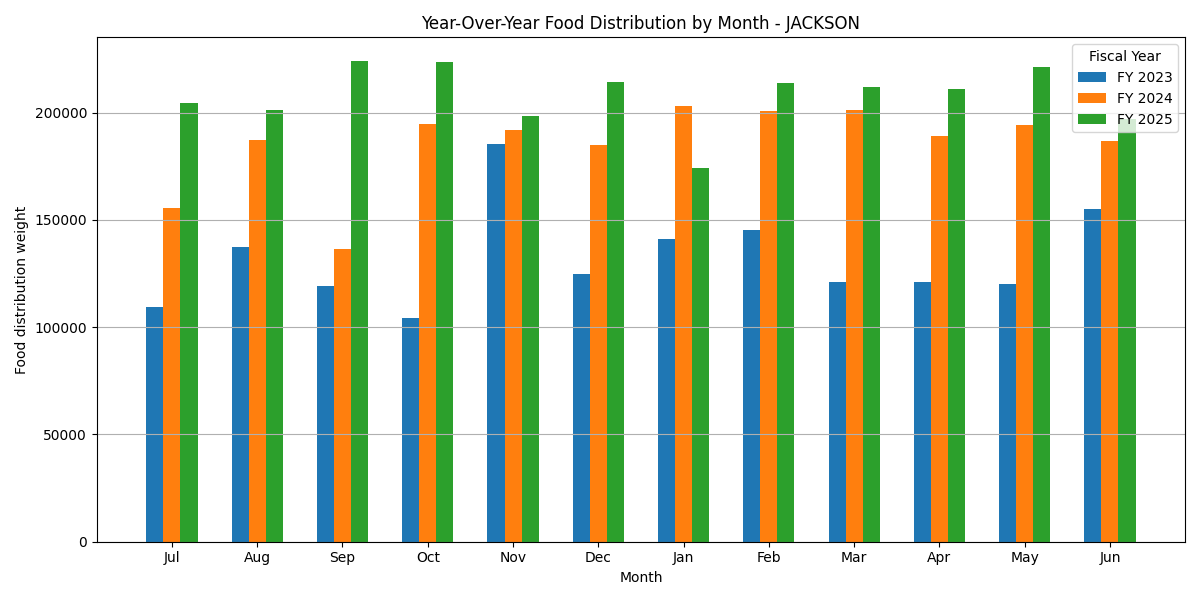 Year-Over-Year Food Distribution by Month - JACKSON
Fiscal Year
FY 2023
FY 2024
FY 2025
Food distribution weight
200000
150000
100000
50000
0
Jul Aug Sep Oct Nov Dec Jan Feb Mar Apr May Jun
Month